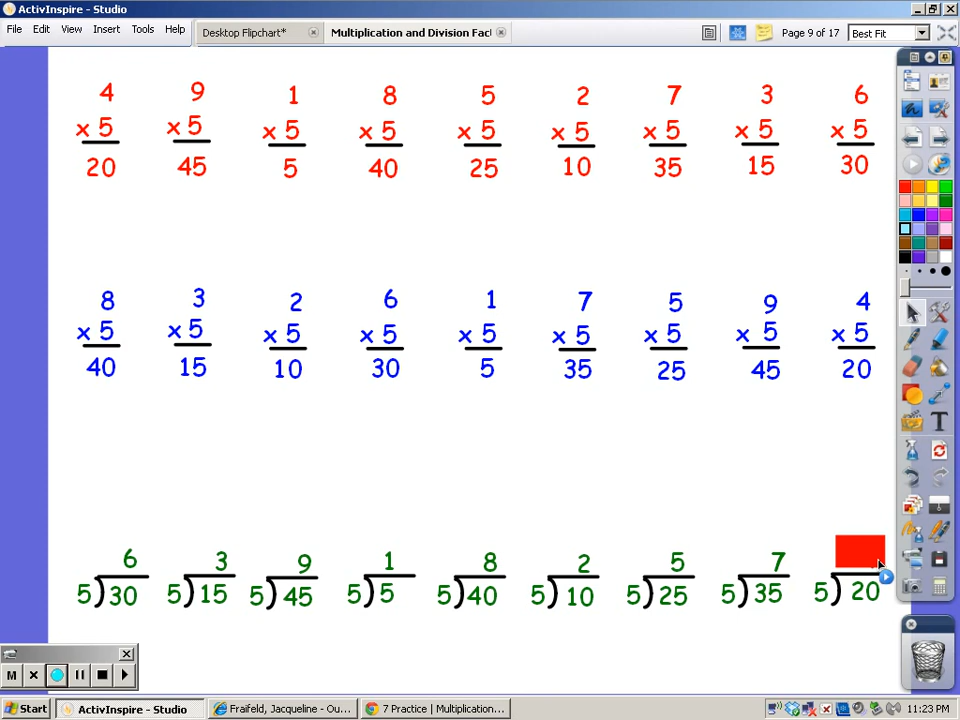 ActivInspire - Studio
File Edit View Insert Tools Help Desktop Flipchart* Multiplication and Division Fact Page 9 of 17 Best Fit
4 9 1 8 5 2 7 3 6
x 5 x 5 x 5 x 5 x 5 x 5 x 5 x 5 x 5
20 45 5 40 25 10 35 15 30
8 3 2 6 1 7 5 9 4
x 5 x 5 x 5 x 5 x 5 x 5 x 5 x 5 x 5
40 15 10 30 5 35 25 45 20
6 3 9 1 8 2 5 7
5)30 5)15 5)45 5)5 5)40 5)10 5)25 5)35 5)20
M
Start ActivInspire - Studio Fraifeld, Jacqueline - Ou... 7 Practice | Multiplication... 11:23 PM